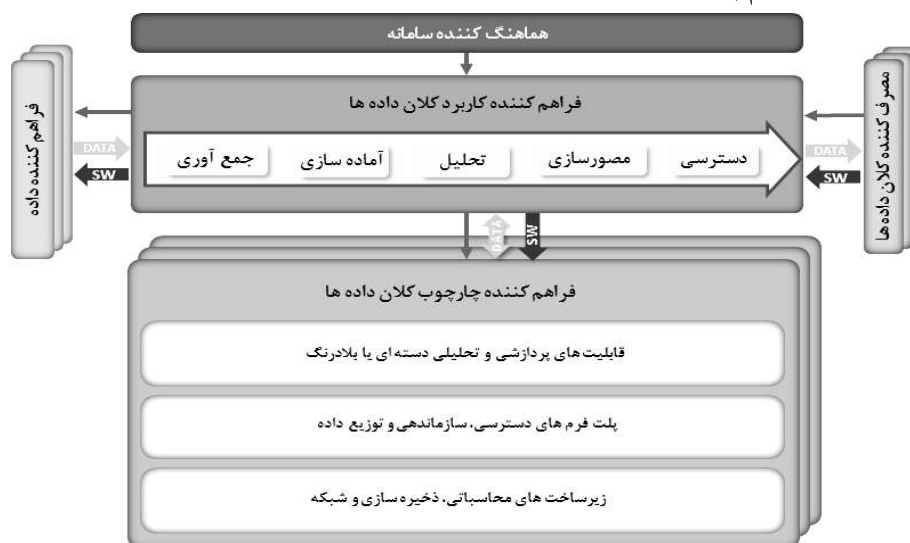 هماهنگ کننده سامانه
مصرف کننده کلان داده ها
DATA
SW
فراهم کننده کاربرد کلان داده ها
جمع آوری
آماده سازی
تحلیل
مصورسازی
دسترسی
فراهم کننده داده
DATA
SW
DATA
SW
فراهم کننده چارچوب کلان داده ها
قابلیت های پردازشی و تحلیلی دسته ای یا بلادرنگ
پلت فرم های دسترسی، سازماندهی و توزیع داده
زیرساخت های محاسباتی، ذخیره سازی و شبکه